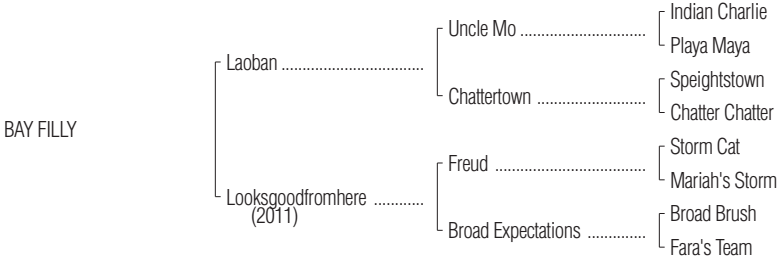 Indian Charlie
Uncle Mo ..............................
Playa Maya
Laoban ..................................
Speightstown
Chattertown ..........................
Chatter Chatter
BAY FILLY
Storm Cat
Freud ....................................
Mariah's Storm
Looksgoodfromhere ............
(2011)
Broad Brush
Broad Expectations ..............
Fara's Team